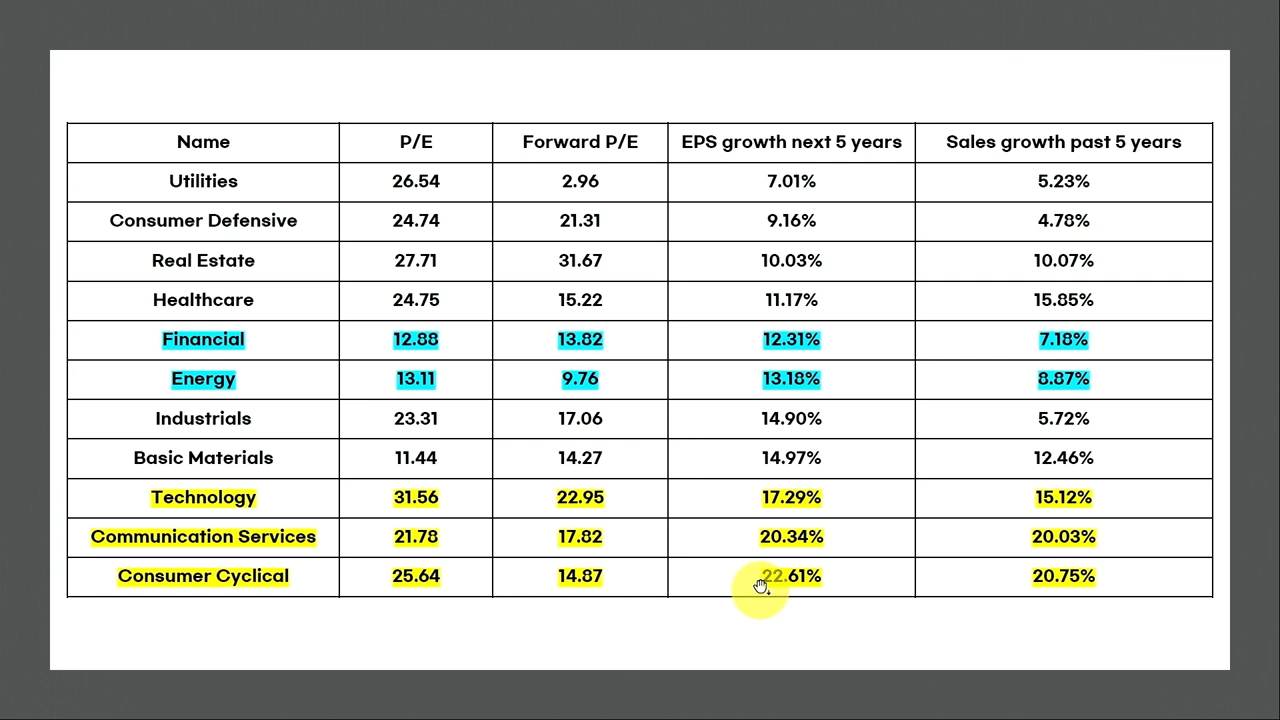 Name P/E Forward P/E EPS growth next 5 years Sales growth past 5 years
Utilities 26.54 2.96 7.01% 5.23%
Consumer Defensive 24.74 21.31 9.16% 4.78%
Real Estate 27.71 31.67 10.03% 10.07%
Healthcare 24.75 15.22 11.17% 15.85%
Financial 12.88 13.82 12.31% 7.18%
Energy 13.11 9.76 13.18% 8.87%
Industrials 23.31 17.06 14.90% 5.72%
Basic Materials 11.44 14.27 14.97% 12.46%
Technology 31.56 22.95 17.29% 15.12%
Communication Services 21.78 17.82 20.34% 20.03%
Consumer Cyclical 25.64 14.87 22.61% 20.75%